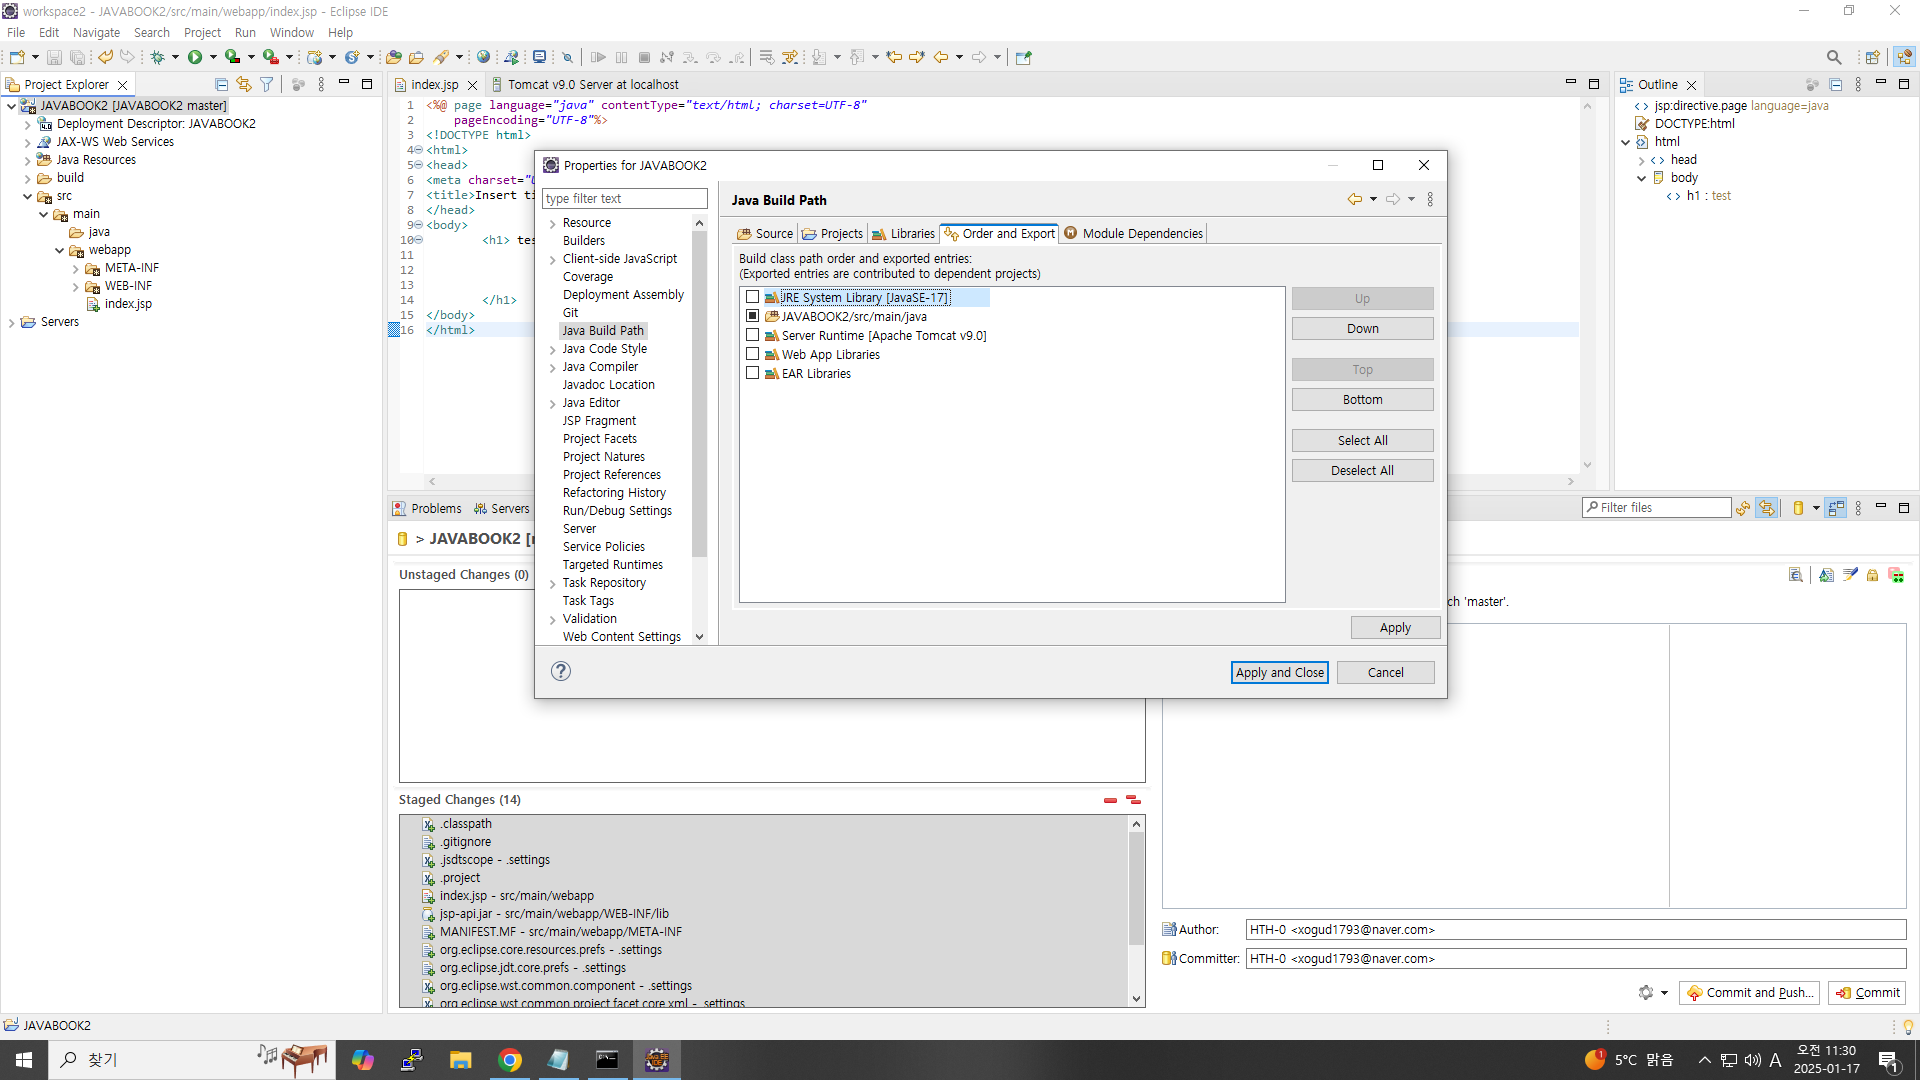 workspace2 - JAVABOOK2/src/main/webapp/index.jsp - Eclipse IDE
File Edit Navigate Search Project Run Window Help
Project Explorer
JAVABOOK2 [JAVABOOK2 master]
Deployment Descriptor: JAVABOOK2
JAX-WS Web Services
Java Resources
build
src
main
java
webapp
META-INF
WEB-INF
index.jsp
Servers
index.jsp
Tomcat v9.0 Server at localhost
1 <%@ page language="java" contentType="text/html; charset=UTF-8"
2 pageEncoding="UTF-8"%>
3 <!DOCTYPE html>
4 <html>
5 <head>
6 <meta charset="
7 <title>Insert ti
8 </head>
9 <body>
10 <h1> tes
11
12
13
14 </h1>
15 </body>
16 </html>
Outline
jsp:directive.page language=java
DOCTYPE:html
html
head
body
h1 : test
Properties for JAVABOOK2
type filter text
Resource
Builders
Client-side JavaScript
Coverage
Deployment Assembly
Git
Java Build Path
Java Code Style
Java Compiler
Javadoc Location
Java Editor
JSP Fragment
Project Facets
Project Natures
Project References
Refactoring History
Run/Debug Settings
Server
Service Policies
Targeted Runtimes
Task Repository
Task Tags
Validation
Web Content Settings
Java Build Path
Source Projects Libraries Order and Export Module Dependencies
Build class path order and exported entries:
(Exported entries are contributed to dependent projects)
JRE System Library [JavaSE-17]
JAVABOOK2/src/main/java
Server Runtime [Apache Tomcat v9.0]
Web App Libraries
EAR Libraries
Up
Down
Top
Bottom
Select All
Deselect All
Apply
Apply and Close
Cancel
Problems Servers
Filter files
> JAVABOOK2 [
Unstaged Changes (0)
ch 'master'.
Staged Changes (14)
.classpath
.gitignore
.jsdtscope - .settings
.project
index.jsp - src/main/webapp
jsp-api.jar - src/main/webapp/WEB-INF/lib
MANIFEST.MF - src/main/webapp/META-INF
org.eclipse.core.resources.prefs - .settings
org.eclipse.jdt.core.prefs - .settings
org.eclipse.wst.common.component - .settings
org.eclipse.wst.common.project.facet.core.xml - .settings
Author: HTH-0 <xogud1793@naver.com>
Committer: HTH-0 <xogud1793@naver.com>
Commit and Push...
Commit
JAVABOOK2
찾기
5°C 맑음
A
오전 11:30
2025-01-17